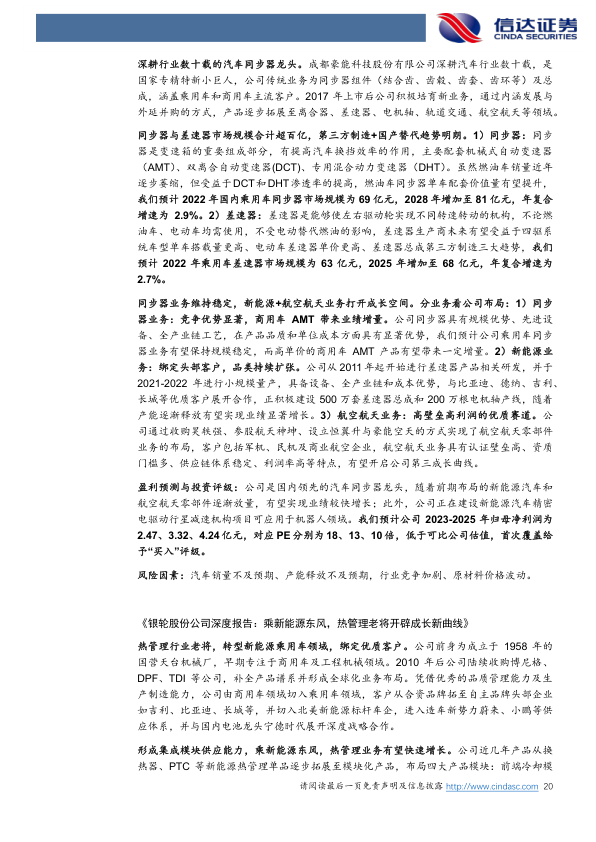 信达证券
CINDA SECURITIES
深耕行业数十载的汽车同步器龙头。成都豪能科技股份有限公司深耕汽车行业数十载，是
国家专精特新小巨人，公司传统业务为同步器组件（结合齿、齿毂、齿套、齿环等）及总
成，涵盖乘用车和商用车主流客户。2017 年上市后公司积极培育新业务，通过内涵发展与
外延并购的方式，产品逐步拓展至离合器、差速器、电机轴、轨道交通、航空航天等领域。
同步器与差速器市场规模合计超百亿，第三方制造+国产替代趋势明朗。1）同步器：同步
器是变速箱的重要组成部分，有提高汽车换挡效率的作用，主要配套机械式自动变速器
（AMT）、双离合自动变速器(DCT)、专用混合动力变速器（DHT）。虽然燃油车销量近年
逐步萎缩，但受益于DCT和DHT渗透率的提高，燃油车同步器单车配套价值量有望提升，
我们预计 2022 年国内乘用车同步器市场规模为 69 亿元，2028 年增加至 81 亿元，年复合
增速为 2.9%。2）差速器：差速器是能够使左右驱动轮实现不同转速转动的机构，不论燃
油车、电动车均需使用，不受电动替代燃油的影响，差速器生产商未来有望受益于四驱系
统车型单车搭载量更高、电动车差速器单价更高、差速器总成第三方制造三大趋势，我们
预计 2022 年乘用车差速器市场规模为 63 亿元，2025 年增加至 68 亿元，年复合增速为
2.7%。
同步器业务维持稳定，新能源+航空航天业务打开成长空间。分业务看公司布局：1）同步
器业务：竞争优势显著，商用车 AMT 带来业绩增量。公司同步器具有规模优势、先进设
备、全产业链工艺，在产品品质和单位成本方面具有显著优势，我们预计公司乘用车同步
器业务有望保持规模稳定，而高单价的商用车 AMT 产品有望带来一定增量。2）新能源业
务：绑定头部客户，品类持续扩张。公司从2011年起开始进行差速器产品相关研发，并于
2021-2022 年进行小规模量产，具备设备、全产业链和成本优势，与比亚迪、德纳、吉利、
长城等优质客户展开合作，正积极建设 500 万套差速器总成和 200 万根电机轴产线，随着
产能逐渐释放有望实现业绩显著增长。3）航空航天业务：高壁垒高利润的优质赛道。公
司通过收购昊轶强、参股航天神坤、设立恒翼升与豪能空天的方式实现了航空航天零部件
业务的布局，客户包括军机、民机及商业航空企业，航空航天业务具有认证壁垒高、资质
门槛多、供应链体系稳定、利润率高等特点，有望开启公司第三成长曲线。
盈利预测与投资评级：公司是国内领先的汽车同步器龙头，随着前期布局的新能源汽车和
航空航天零部件逐渐放量，有望实现业绩较快增长；此外，公司正在建设新能源汽车精密
电驱动行星减速机构项目可应用于机器人领域。我们预计公司 2023-2025 年归母净利润为
2.47、3.32、4.24亿元，对应PE分别为18、13、10倍，低于可比公司估值，首次覆盖给
予“买入”评级。
风险因素：汽车销量不及预期、产能释放不及预期，行业竞争加剧、原材料价格波动。
《银轮股份公司深度报告：乘新能源东风，热管理老将开辟成长新曲线》
热管理行业老将，转型新能源乘用车领域，绑定优质客户。公司前身为成立于 1958 年的
国营天台机械厂，早期专注于商用车及工程机械领域。2010 年后公司陆续收购博尼格、
DPF、TDI 等公司，补全产品谱系并形成全球化业务布局。凭借优秀的品质管理能力及生
产制造能力，公司由商用车领域切入乘用车领域，客户从合资品牌拓至自主品牌头部企业
如吉利、比亚迪、长城等，并切入北美新能源标杆车企，进入造车新势力蔚来、小鹏等供
应体系，并与国内电池龙头宁德时代展开深度战略合作。
形成集成模块供应能力，乘新能源东风，热管理业务有望快速增长。公司近几年产品从换
热器、PTC 等新能源热管理单品逐步拓展至模块化产品，布局四大产品模块：前端冷却模
请阅读最后一页免责声明及信息披露 http://www.cindasc.com 20